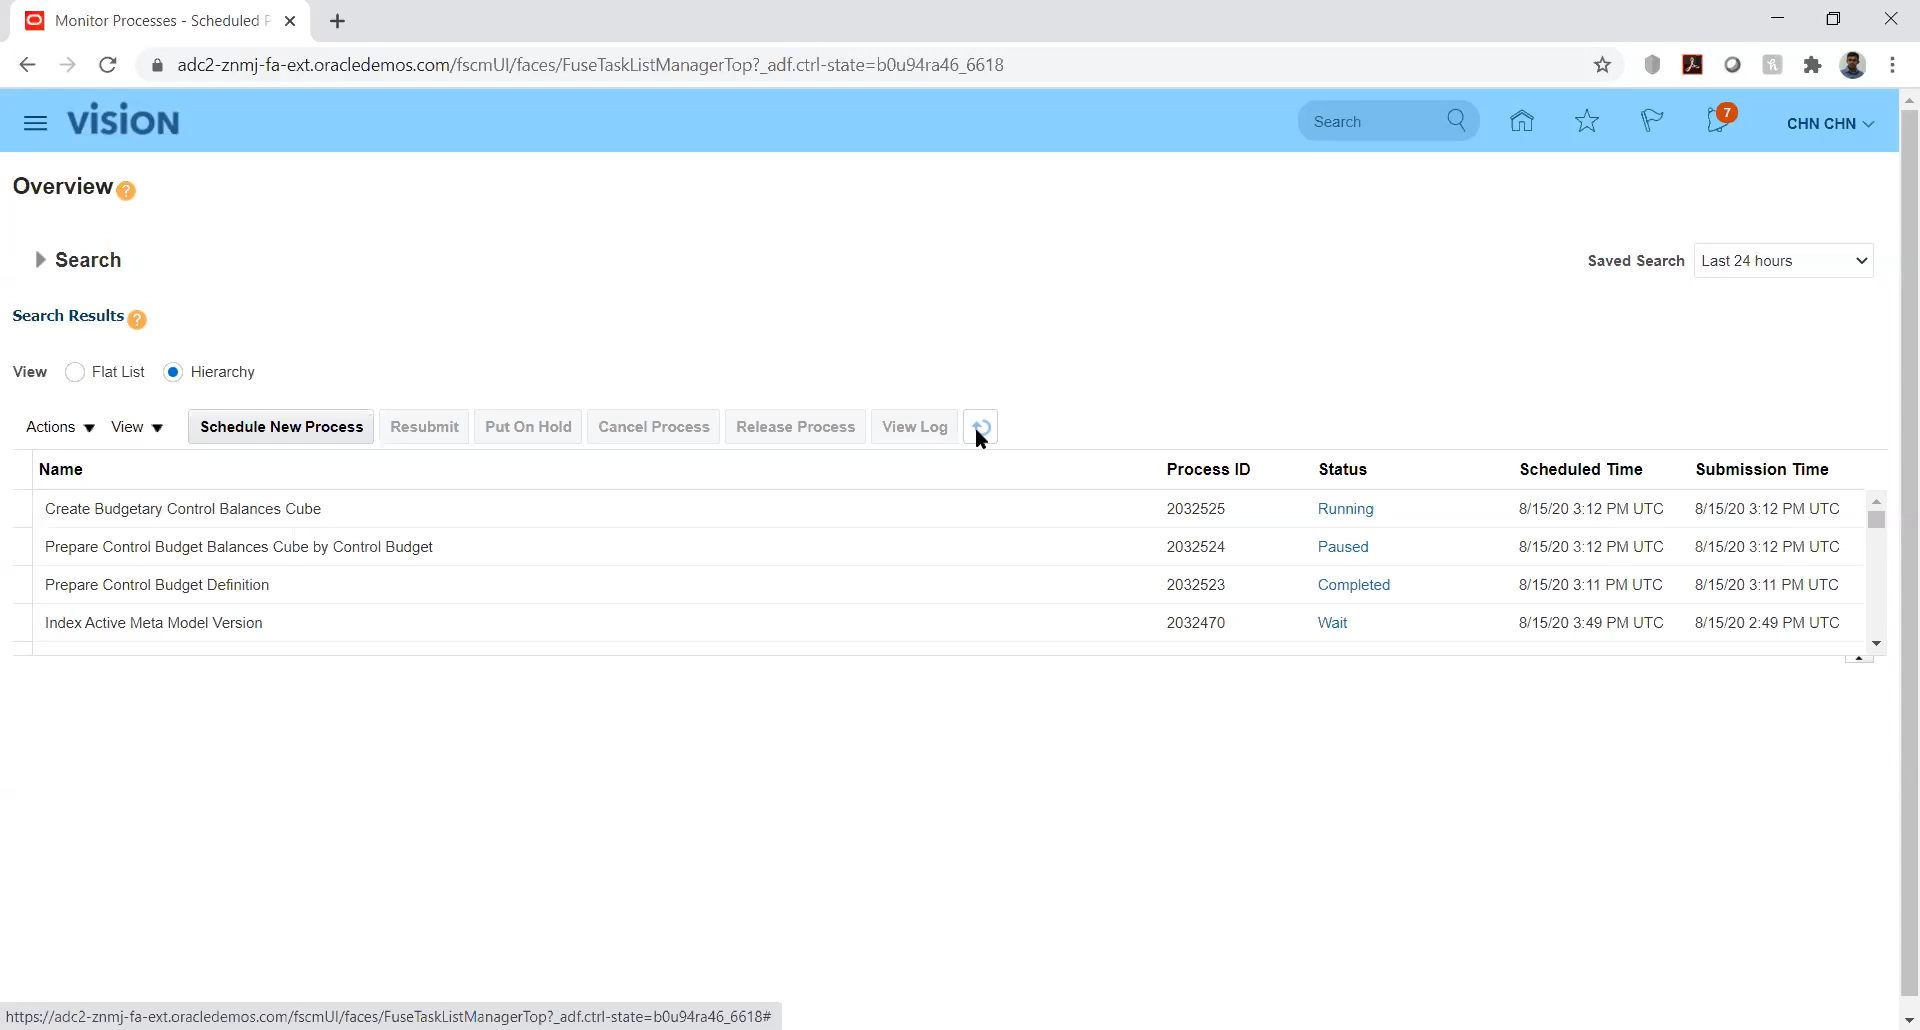 Monitor Processes - Scheduled P
adc2-znmj-fa-ext.oracledemos.com/fscmUI/faces/FuseTaskListManagerTop?_adf.ctrl-state=b0u94ra46_6618
VISION
Search
7
CHN CHN
Overview ?
Search
Saved Search Last 24 hours
Search Results ?
View Flat List Hierarchy
Actions View Schedule New Process Resubmit Put On Hold Cancel Process Release Process View Log
Name Process ID Status Scheduled Time Submission Time
Create Budgetary Control Balances Cube 2032525 Running 8/15/20 3:12 PM UTC 8/15/20 3:12 PM UTC
Prepare Control Budget Balances Cube by Control Budget 2032524 Paused 8/15/20 3:12 PM UTC 8/15/20 3:12 PM UTC
Prepare Control Budget Definition 2032523 Completed 8/15/20 3:11 PM UTC 8/15/20 3:11 PM UTC
Index Active Meta Model Version 2032470 Wait 8/15/20 3:49 PM UTC 8/15/20 2:49 PM UTC
https://adc2-znmj-fa-ext.oracledemos.com/fscmUI/faces/FuseTaskListManagerTop?_adf.ctrl-state=b0u94ra46_6618#